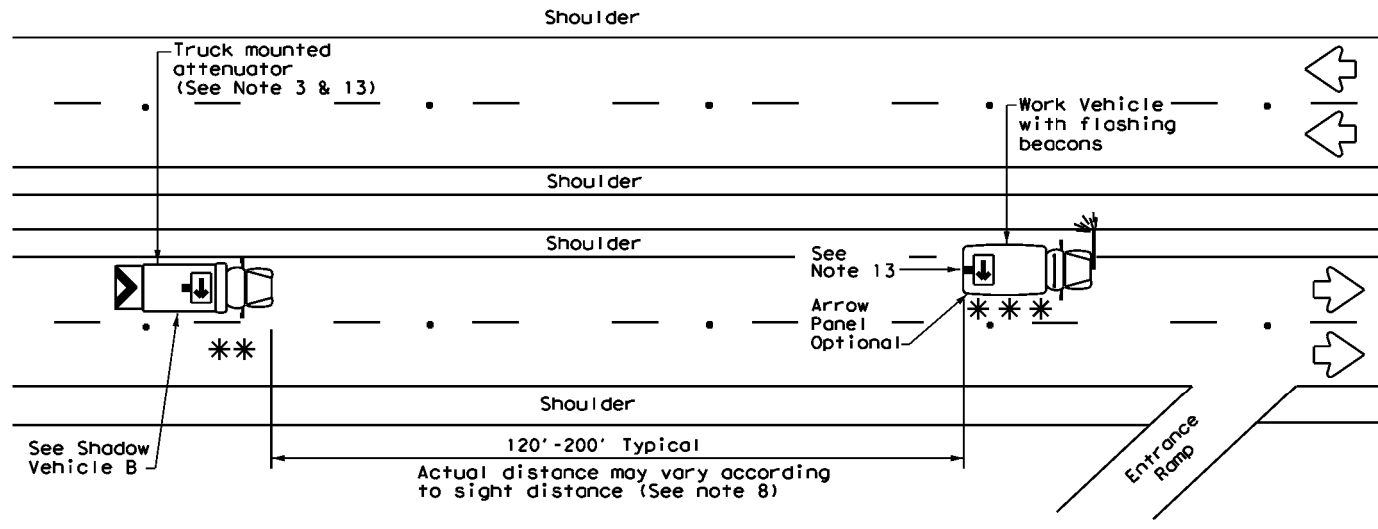 Shoulder
Truck mounted
attenuator
(See Note 3 & 13)
Work Vehicle
with flashing
beacons
Shoulder
Shoulder
See
Note 13
Arrow
Panel
Optional
** 
***
Shoulder
See Shadow
Vehicle B
120'-200' Typical
Actual distance may vary according
to sight distance (See note 8)
Entrance
Ramp